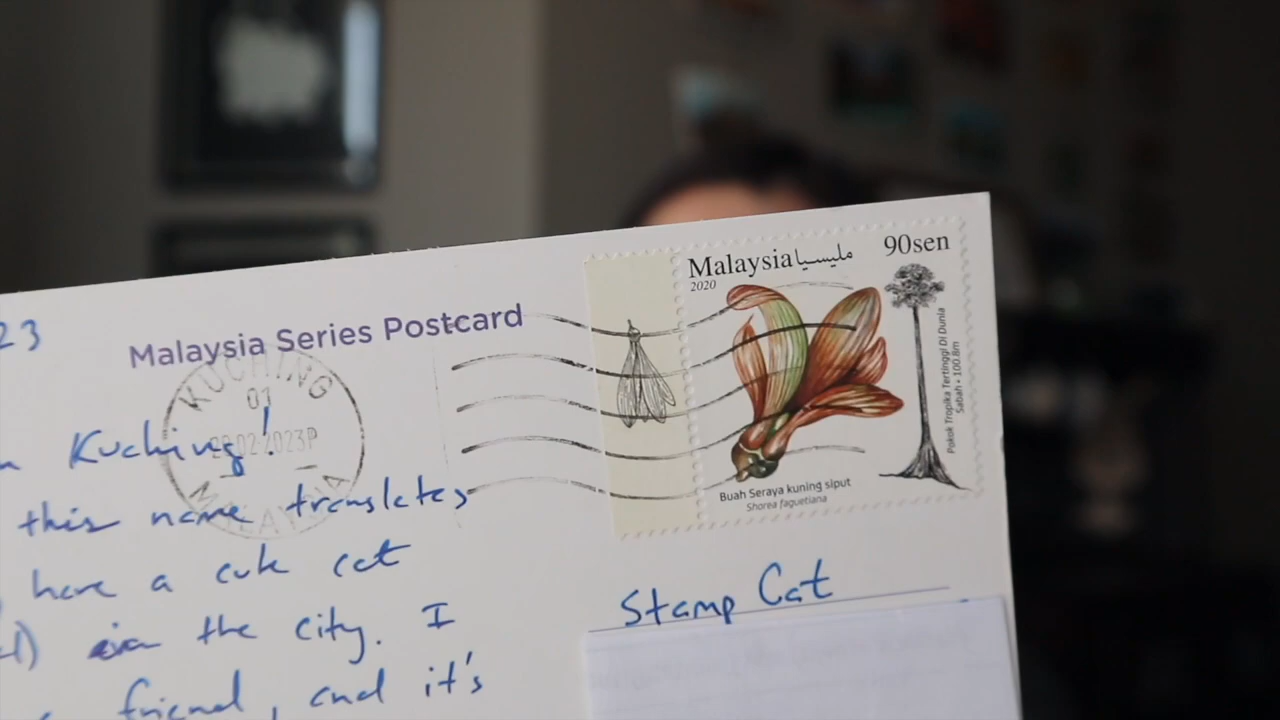 23
Malaysia Series Postcard
KUCHING
01
02 2023P
MALAYSIA
Kuching!
this name translates
have a cute cat
in the city. I
friend, and it's
Malaysia مليسيا 90sen
2020
Pokok Tropika Tertinggi Di Dunia
Sabah • 100.8m
Buah Seraya kuning siput
Shorea faguetiana
Stamp Cat